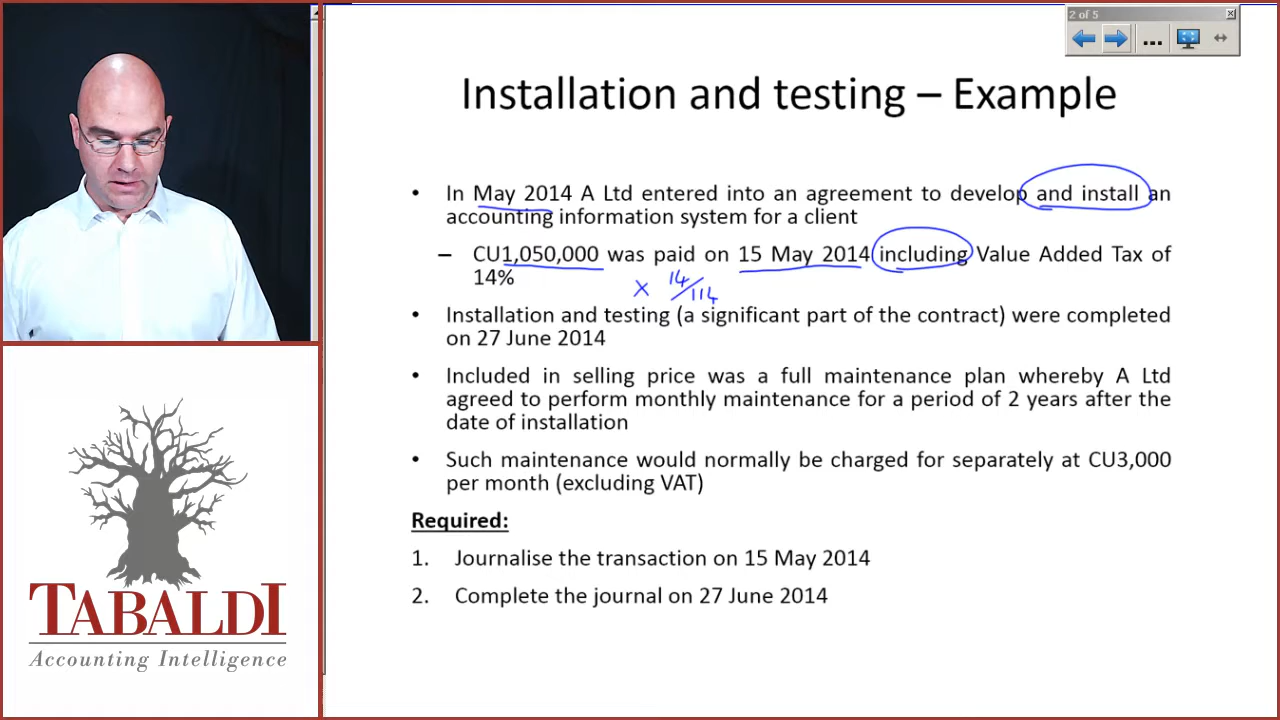 2 of 5
Installation and testing – Example
• In May 2014 A Ltd entered into an agreement to develop and install an
accounting information system for a client
– CU1,050,000 was paid on 15 May 2014 including Value Added Tax of
14%
x 14/114
• Installation and testing (a significant part of the contract) were completed
on 27 June 2014
• Included in selling price was a full maintenance plan whereby A Ltd
agreed to perform monthly maintenance for a period of 2 years after the
date of installation
• Such maintenance would normally be charged for separately at CU3,000
per month (excluding VAT)
Required:
1. Journalise the transaction on 15 May 2014
2. Complete the journal on 27 June 2014
TABALDI
Accounting Intelligence